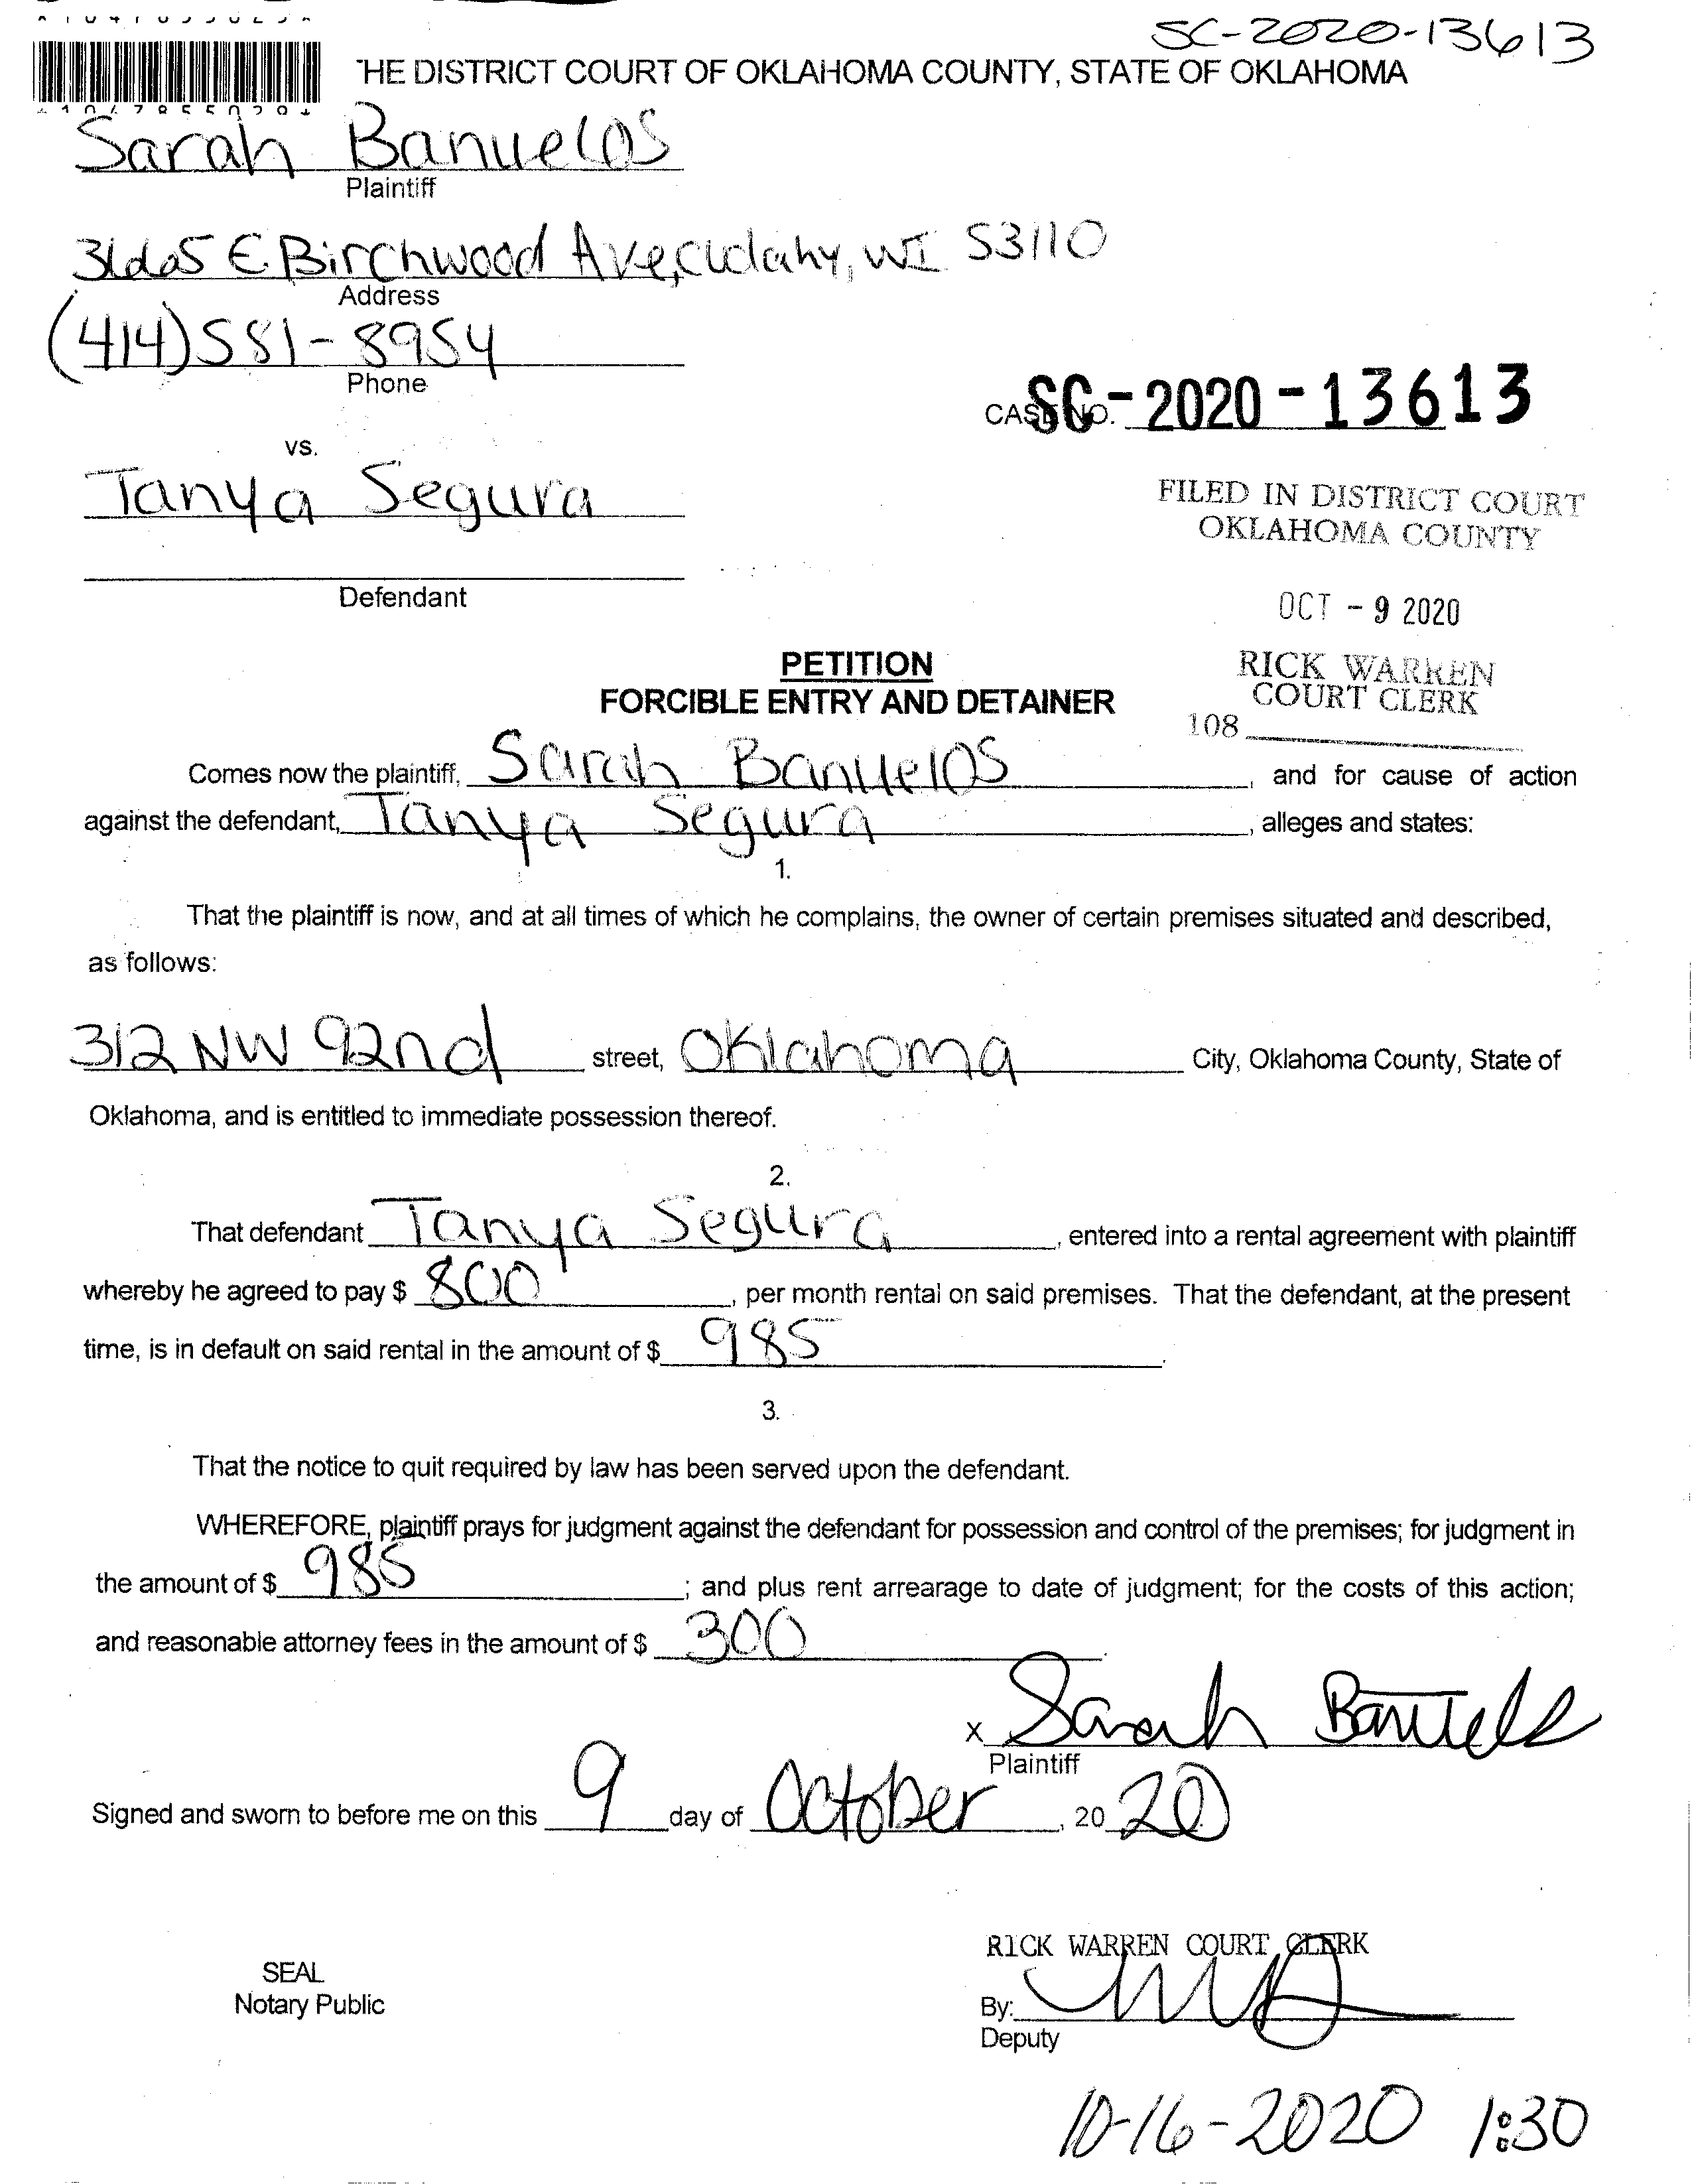 SC-2020-13613
THE DISTRICT COURT OF OKLAHOMA COUNTY, STATE OF OKLAHOMA
Sarah Banuelos
Plaintiff
E. Birchwood Ave, Cudahy, WI 53110
Address
(414) 581-8954
Phone
CASE NO. SC-2020-13613
vs.
Tanya Segura
Defendant
FILED IN DISTRICT COURT
OKLAHOMA COUNTY
OCT - 9 2020
RICK WARREN
COURT CLERK
108
PETITION
FORCIBLE ENTRY AND DETAINER
Comes now the plaintiff, Sarah Banuelos, and for cause of action
against the defendant, Tanya Segura, alleges and states:
1.
That the plaintiff is now, and at all times of which he complains, the owner of certain premises situated and described,
as follows:
312 NW 92nd street, Oklahoma City, Oklahoma County, State of
Oklahoma, and is entitled to immediate possession thereof.
2.
That defendant Tanya Segura, entered into a rental agreement with plaintiff
whereby he agreed to pay $ 800, per month rental on said premises. That the defendant, at the present
time, is in default on said rental in the amount of $ 985.
3.
That the notice to quit required by law has been served upon the defendant.
WHEREFORE, plaintiff prays for judgment against the defendant for possession and control of the premises; for judgment in
the amount of $ 985; and plus rent arrearage to date of judgment; for the costs of this action;
and reasonable attorney fees in the amount of $ 300.
X Sarah Banuelos
Plaintiff
Signed and sworn to before me on this 9 day of October, 2020
RICK WARREN COURT CLERK
SEAL
Notary Public
By:
Deputy
10-16-2020 1:30